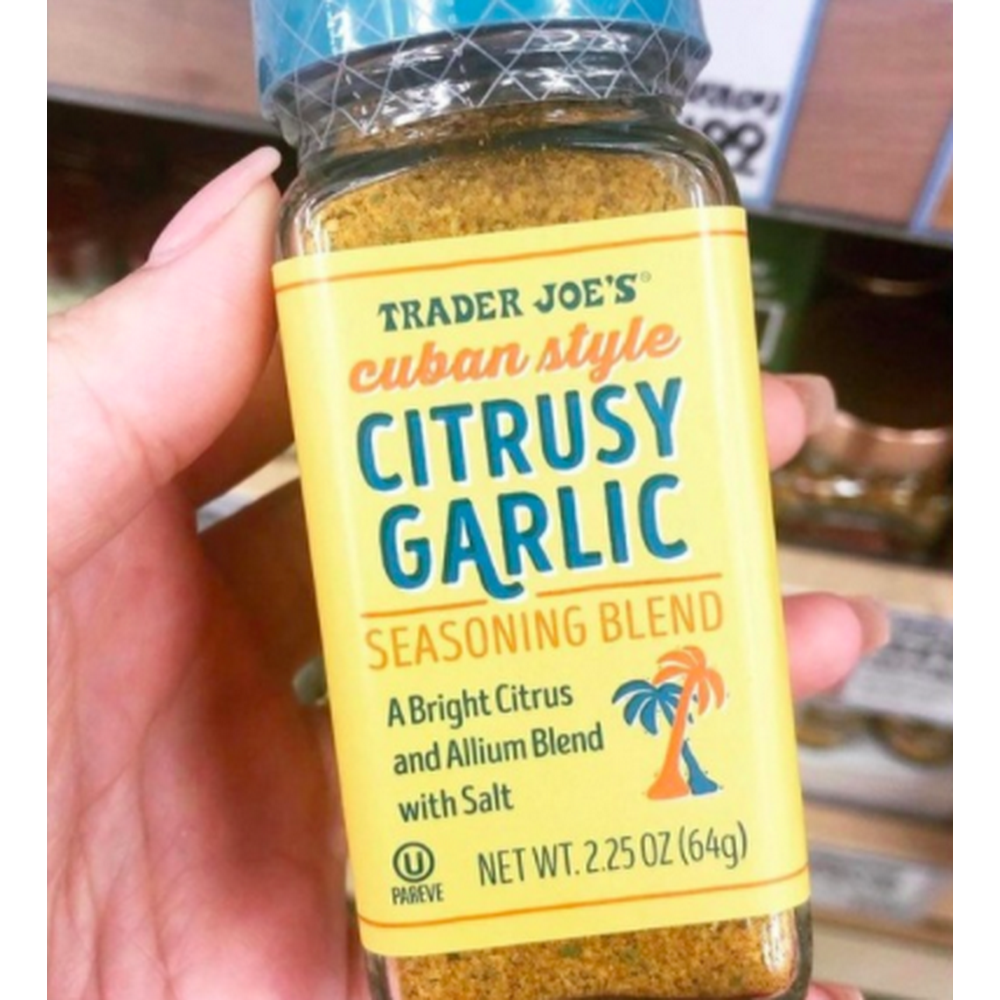 TRADER JOE'S®
cuban style
CITRUSY
GARLIC
SEASONING BLEND
A Bright Citrus
and Allium Blend
with Salt
U
PAREVE
NET WT. 2.25 OZ (64g)